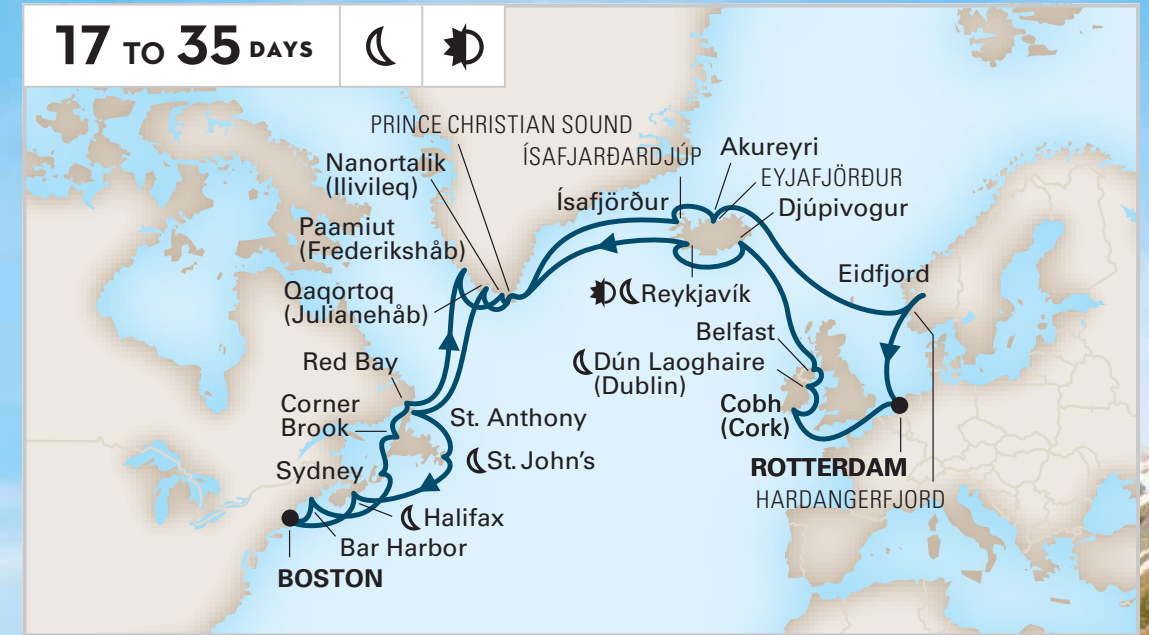 17 TO 35 DAYS
PRINCE CHRISTIAN SOUND
Nanortalik
(Ilivileq)
ÍSAFJARÐARDJÚP
Akureyri
EYJAFJÖRÐUR
Ísafjörður
Djúpivogur
Paamiut
(Frederikshåb)
Eidfjord
Qaqortoq
(Julianehåb)
Reykjavík
Belfast
Red Bay
Dún Laoghaire
(Dublin)
Corner
Brook
St. Anthony
Cobh
(Cork)
Sydney
St. John's
ROTTERDAM
HARDANGERFJORD
Halifax
Bar Harbor
BOSTON